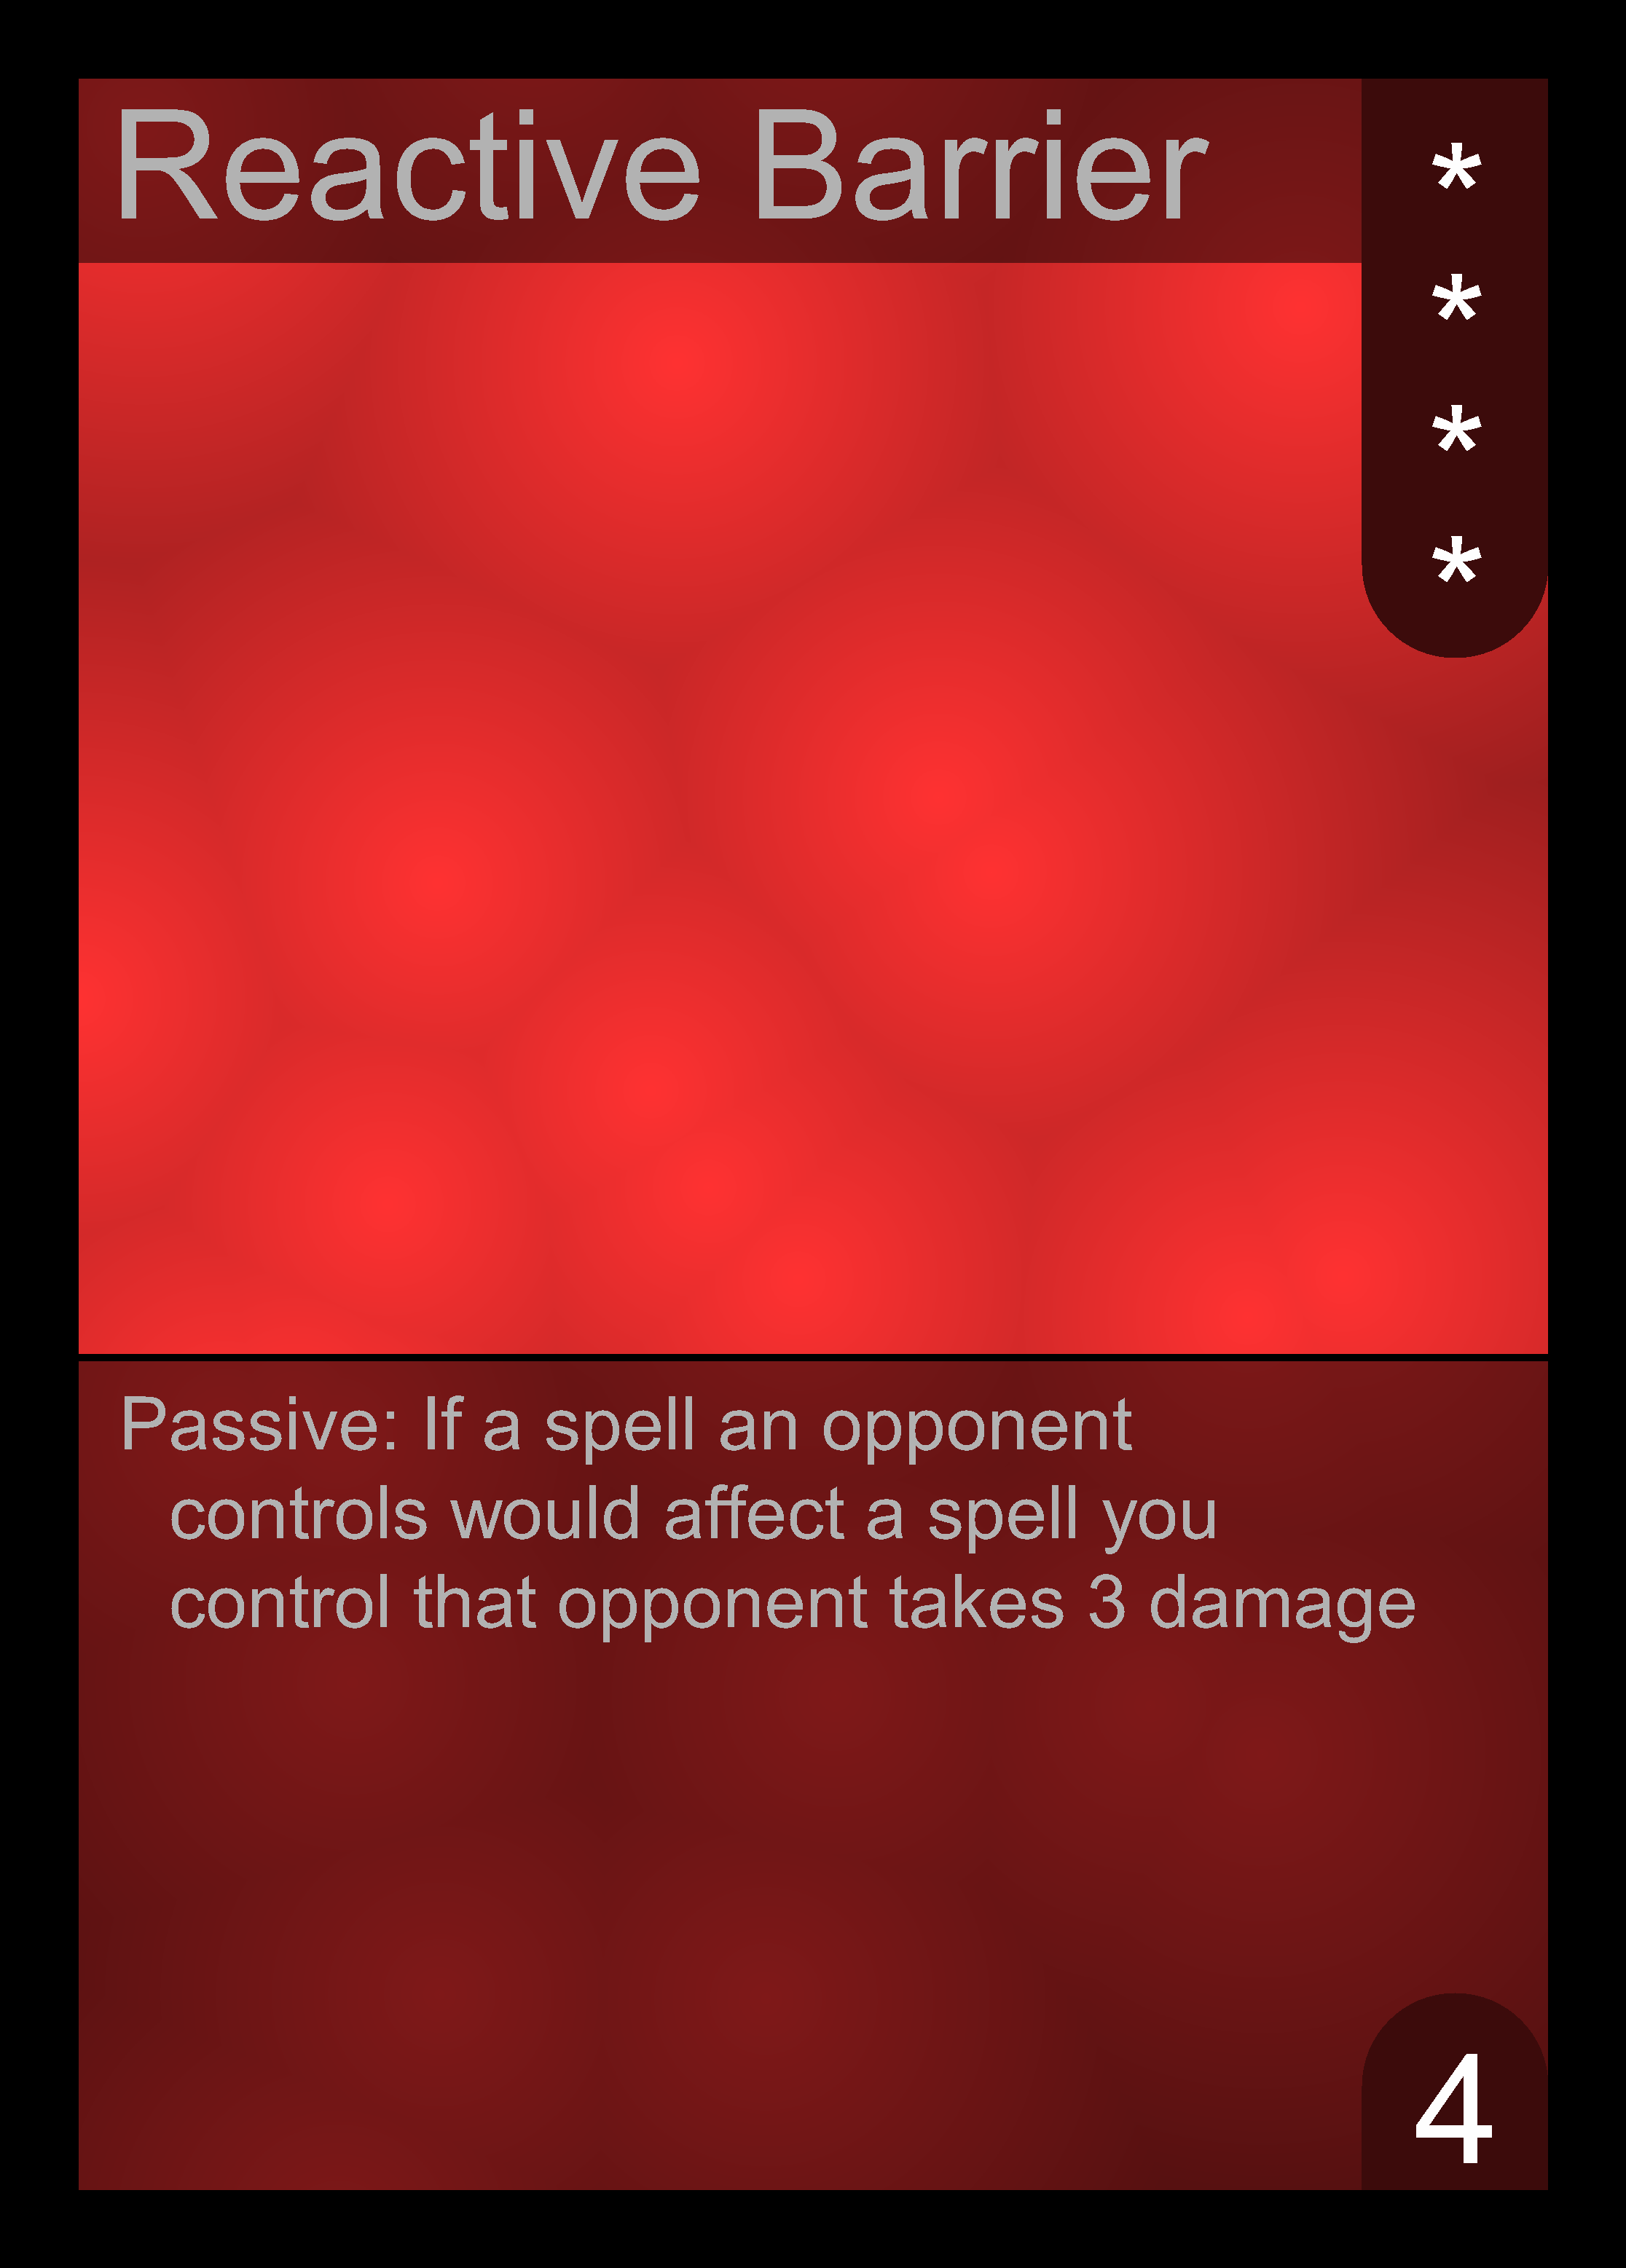 Reactive Barrier
*
*
*
*
Passive: If a spell an opponent
controls would affect a spell you
control that opponent takes 3 damage
4